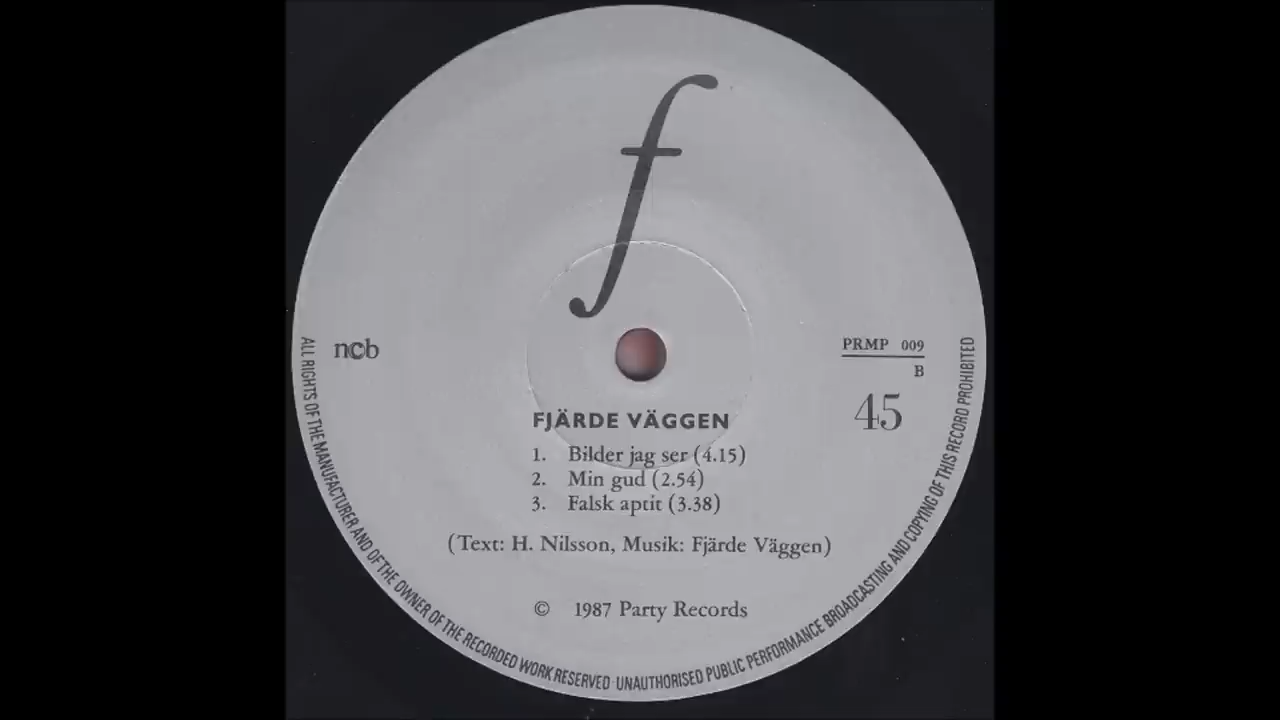 f
ncb
PRMP 009
B
45
FJÄRDE VÄGGEN
1. Bilder jag ser (4.15)
2. Min gud (2.54)
3. Falsk aptit (3.38)
(Text: H. Nilsson, Musik: Fjärde Väggen)
© 1987 Party Records
ALL RIGHTS OF THE MANUFACTURER AND OF THE OWNER OF THE RECORDED WORK RESERVED UNAUTHORISED PUBLIC PERFORMANCE BROADCASTING AND COPYING OF THIS RECORD PROHIBITED